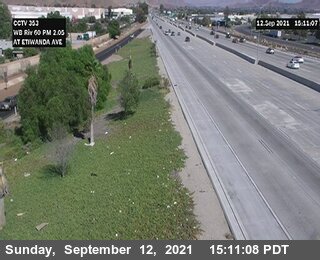 CCTV 353
WB Riv 60 PM 2.05
AT ETIWANDA AVE
12.Sep 2021 15:11:07
Sunday, September 12, 2021 15:11:08 PDT